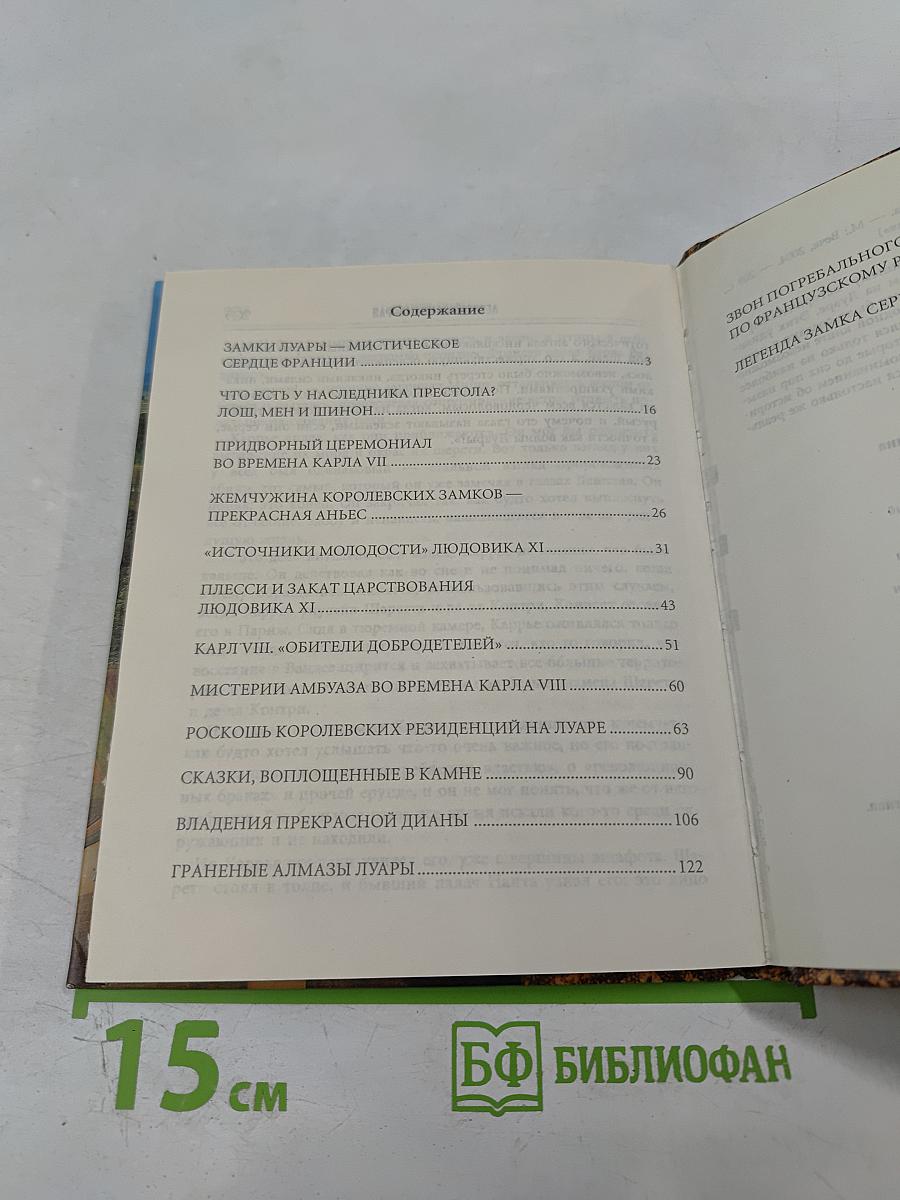 Содержание
ЗАМКИ ЛУАРЫ — МИСТИЧЕСКОЕ
СЕРДЦЕ ФРАНЦИИ ........ 3
ЧТО ЕСТЬ У НАСЛЕДНИКА ПРЕСТОЛА?
ЛОШ, МЕН И ШИНОН........ 16
ПРИДВОРНЫЙ ЦЕРЕМОНИАЛ
ВО ВРЕМЕНА КАРЛА VII ........ 23
ЖЕМЧУЖИНА КОРОЛЕВСКИХ ЗАМКОВ —
ПРЕКРАСНАЯ АНЬЕС ........ 26
«ИСТОЧНИКИ МОЛОДОСТИ» ЛЮДОВИКА XI ........ 31
ПЛЕССИ И ЗАКАТ ЦАРСТВОВАНИЯ
ЛЮДОВИКА XI ........ 43
КАРЛ VIII. «ОБИТЕЛИ ДОБРОДЕТЕЛЕЙ» ........ 51
МИСТЕРИИ АМБУАЗА ВО ВРЕМЕНА КАРЛА VIII ........ 60
РОСКОШЬ КОРОЛЕВСКИХ РЕЗИДЕНЦИЙ НА ЛУАРЕ ........ 63
СКАЗКИ, ВОПЛОЩЕННЫЕ В КАМНЕ ........ 90
ВЛАДЕНИЯ ПРЕКРАСНОЙ ДИАНЫ ........ 106
ГРАНЕНЫЕ АЛМАЗЫ ЛУАРЫ ........ 122
ЗВОН ПОГРЕБАЛЬНОГО
ПО ФРАНЦУЗСКОМУ Р
ЛЕГЕНДА ЗАМКА СЕР
15 см
БФ БИБЛИОФАН